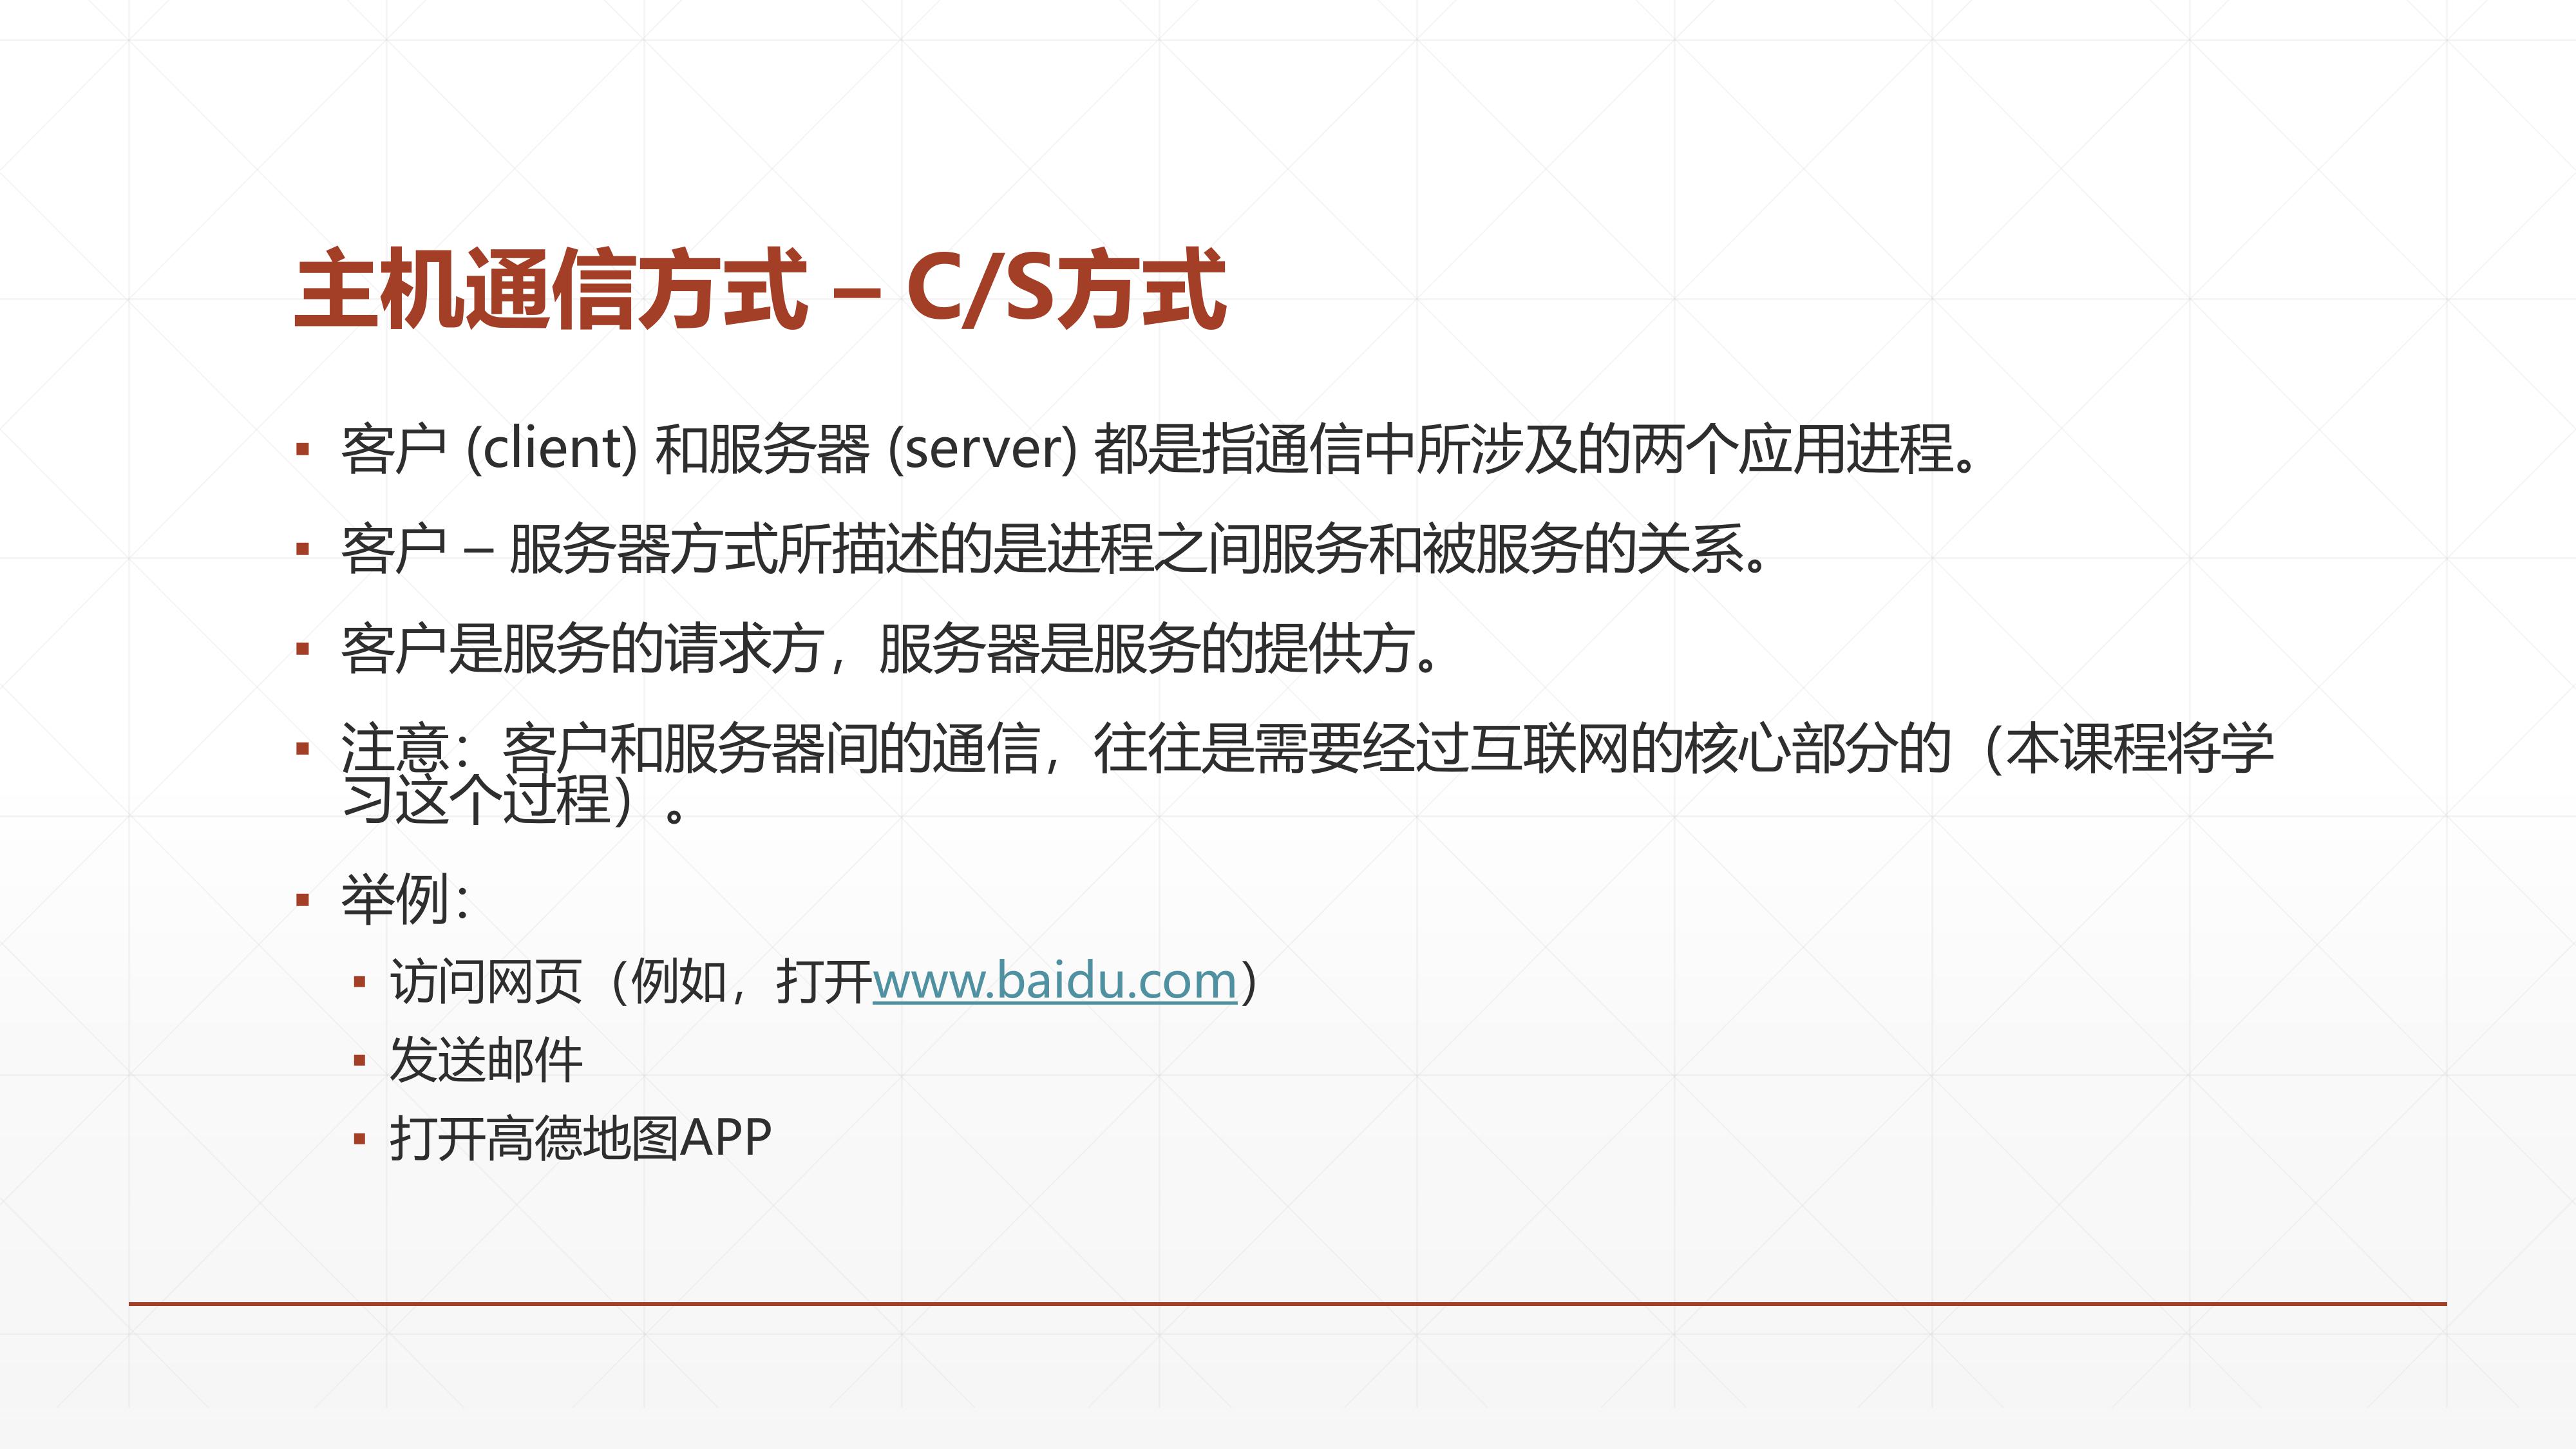 主机通信方式 – C/S方式
▪ 客户 (client) 和服务器 (server) 都是指通信中所涉及的两个应用进程。
▪ 客户 – 服务器方式所描述的是进程之间服务和被服务的关系。
▪ 客户是服务的请求方，服务器是服务的提供方。
▪ 注意：客户和服务器间的通信，往往是需要经过互联网的核心部分的（本课程将学
习这个过程）。
▪ 举例：
▪ 访问网页（例如，打开www.baidu.com）
▪ 发送邮件
▪ 打开高德地图APP